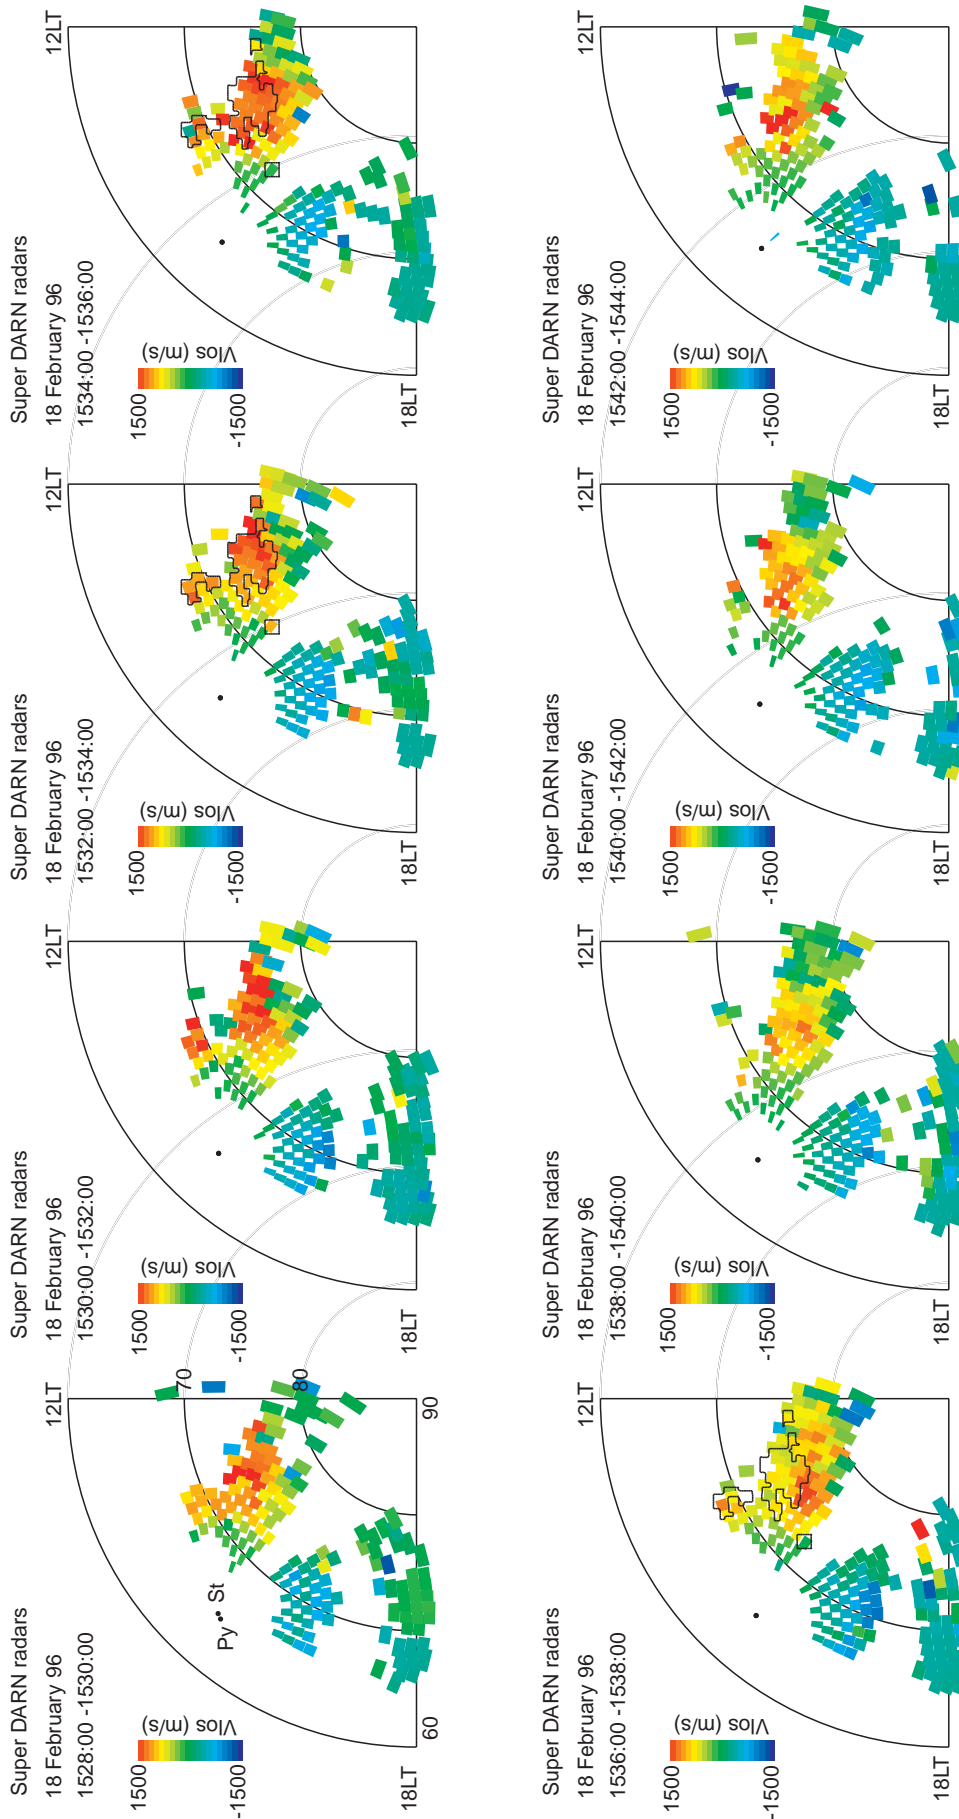 Super DARN radars
18 February 96
1528:00 -1530:00
1500
-1500
Vlos (m/s)
12LT
18LT
70
80
90
60
Py
St
Super DARN radars
18 February 96
1530:00 -1532:00
1500
-1500
Vlos (m/s)
12LT
18LT
Super DARN radars
18 February 96
1532:00 -1534:00
1500
-1500
Vlos (m/s)
12LT
18LT
Super DARN radars
18 February 96
1534:00 -1536:00
1500
-1500
Vlos (m/s)
12LT
18LT
Super DARN radars
18 February 96
1536:00 -1538:00
1500
-1500
Vlos (m/s)
12LT
18LT
Super DARN radars
18 February 96
1538:00 -1540:00
1500
-1500
Vlos (m/s)
12LT
18LT
Super DARN radars
18 February 96
1540:00 -1542:00
1500
-1500
Vlos (m/s)
12LT
18LT
Super DARN radars
18 February 96
1542:00 -1544:00
1500
-1500
Vlos (m/s)
12LT
18LT